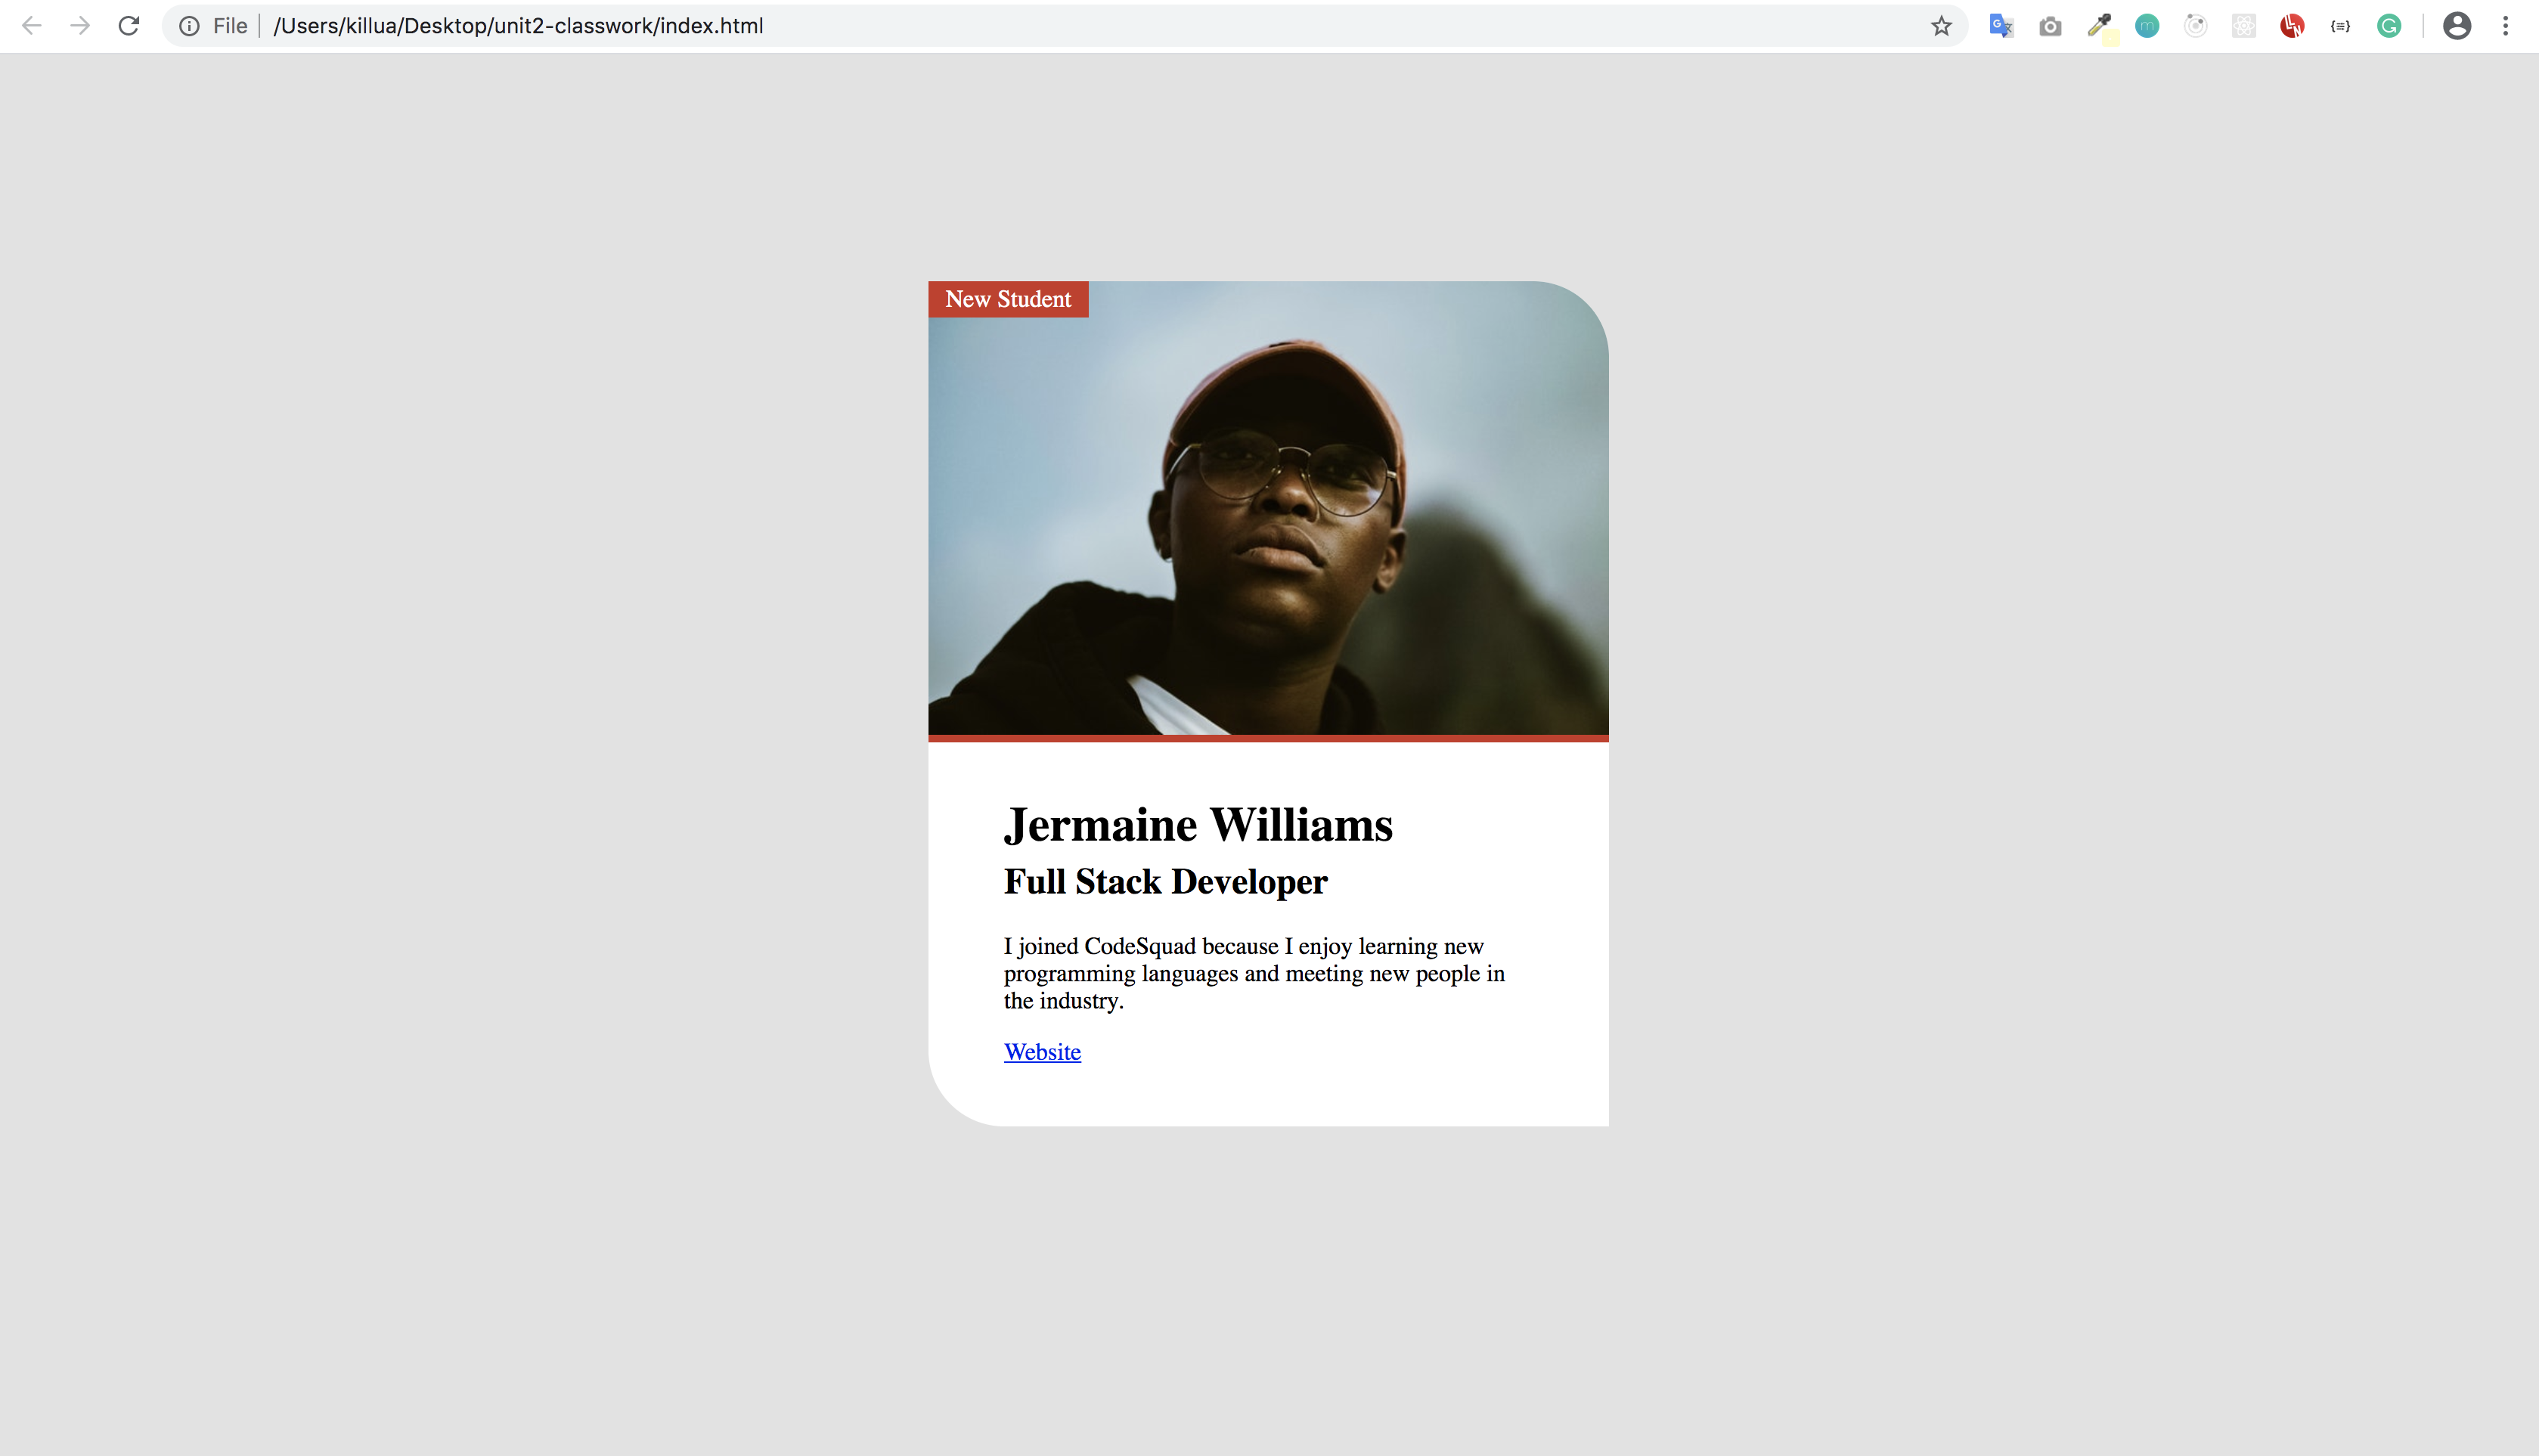 File /Users/killua/Desktop/unit2-classwork/index.html
New Student
Jermaine Williams
Full Stack Developer
I joined CodeSquad because I enjoy learning new
programming languages and meeting new people in
the industry.
Website